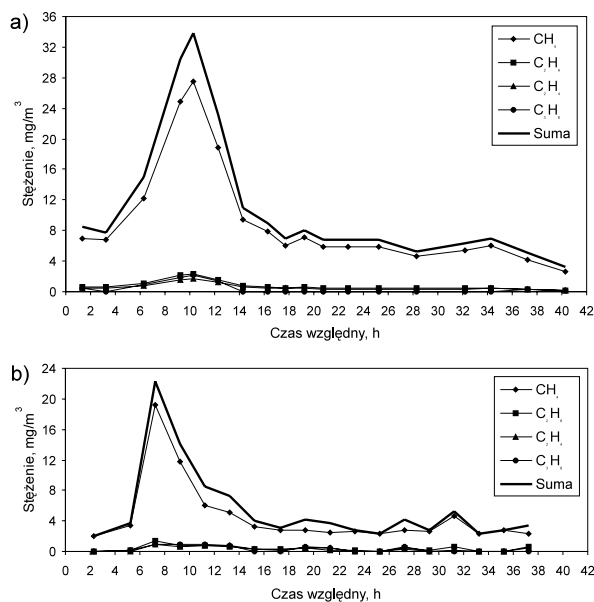 a)
36
32
28
24
20
16
12
8
4
0
Stężenie, mg/m³
CH₄
C₂H₆
C₂H₄
C₃H₈
Suma
0 2 4 6 8 10 12 14 16 18 20 22 24 26 28 30 32 34 36 38 40 42
Czas względny, h
b)
24
20
16
12
8
4
0
Stężenie, mg/m³
CH₄
C₂H₆
C₂H₄
C₃H₈
Suma
0 2 4 6 8 10 12 14 16 18 20 22 24 26 28 30 32 34 36 38 40 42
Czas względny, h